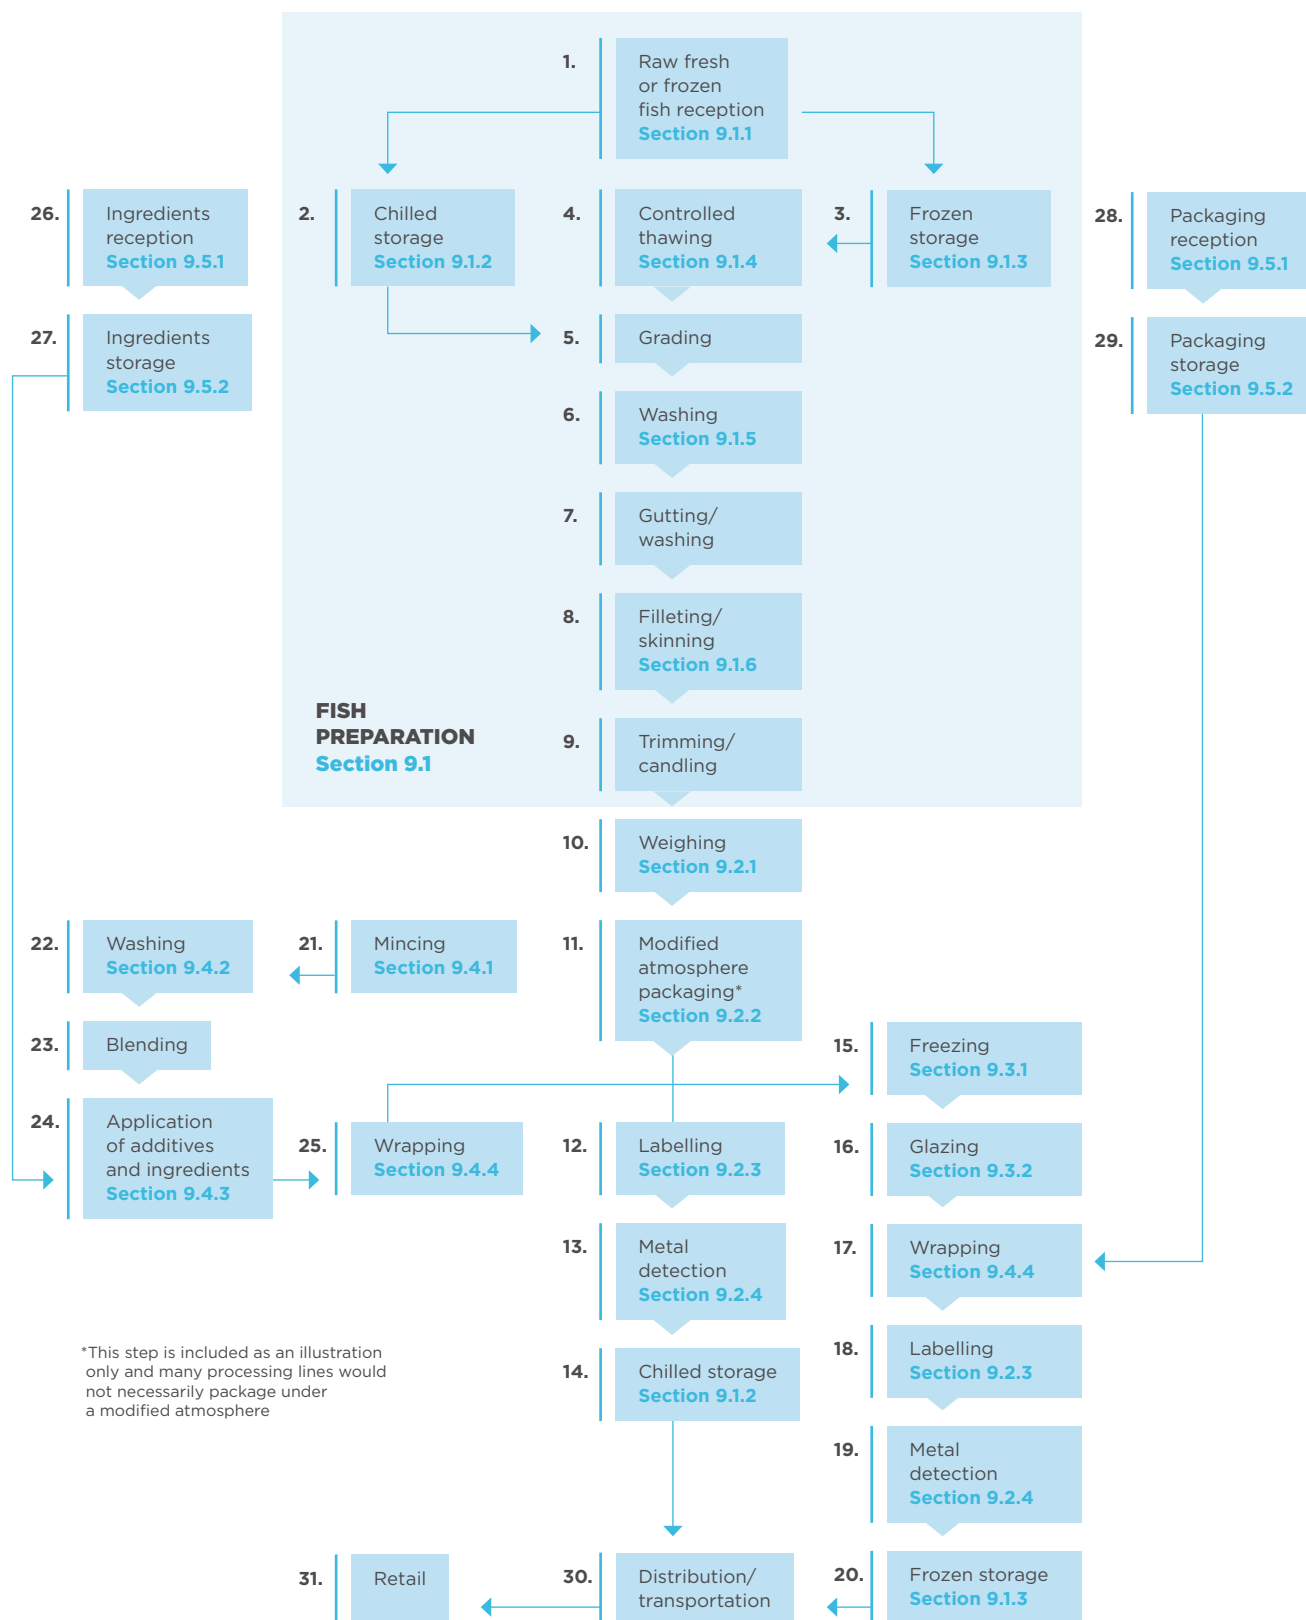 1.
Raw fresh
or frozen
fish reception
Section 9.1.1
26.
Ingredients
reception
Section 9.5.1
2.
Chilled
storage
Section 9.1.2
4.
Controlled
thawing
Section 9.1.4
3.
Frozen
storage
Section 9.1.3
28.
Packaging
reception
Section 9.5.1
27.
Ingredients
storage
Section 9.5.2
5.
Grading
29.
Packaging
storage
Section 9.5.2
6.
Washing
Section 9.1.5
7.
Gutting/
washing
8.
Filleting/
skinning
Section 9.1.6
FISH
PREPARATION
Section 9.1
9.
Trimming/
candling
10.
Weighing
Section 9.2.1
22.
Washing
Section 9.4.2
21.
Mincing
Section 9.4.1
11.
Modified
atmosphere
packaging*
Section 9.2.2
23.
Blending
15.
Freezing
Section 9.3.1
24.
Application
of additives
and ingredients
Section 9.4.3
25.
Wrapping
Section 9.4.4
12.
Labelling
Section 9.2.3
16.
Glazing
Section 9.3.2
13.
Metal
detection
Section 9.2.4
17.
Wrapping
Section 9.4.4
*This step is included as an illustration
only and many processing lines would
not necessarily package under
a modified atmosphere
14.
Chilled storage
Section 9.1.2
18.
Labelling
Section 9.2.3
19.
Metal
detection
Section 9.2.4
31.
Retail
30.
Distribution/
transportation
20.
Frozen storage
Section 9.1.3